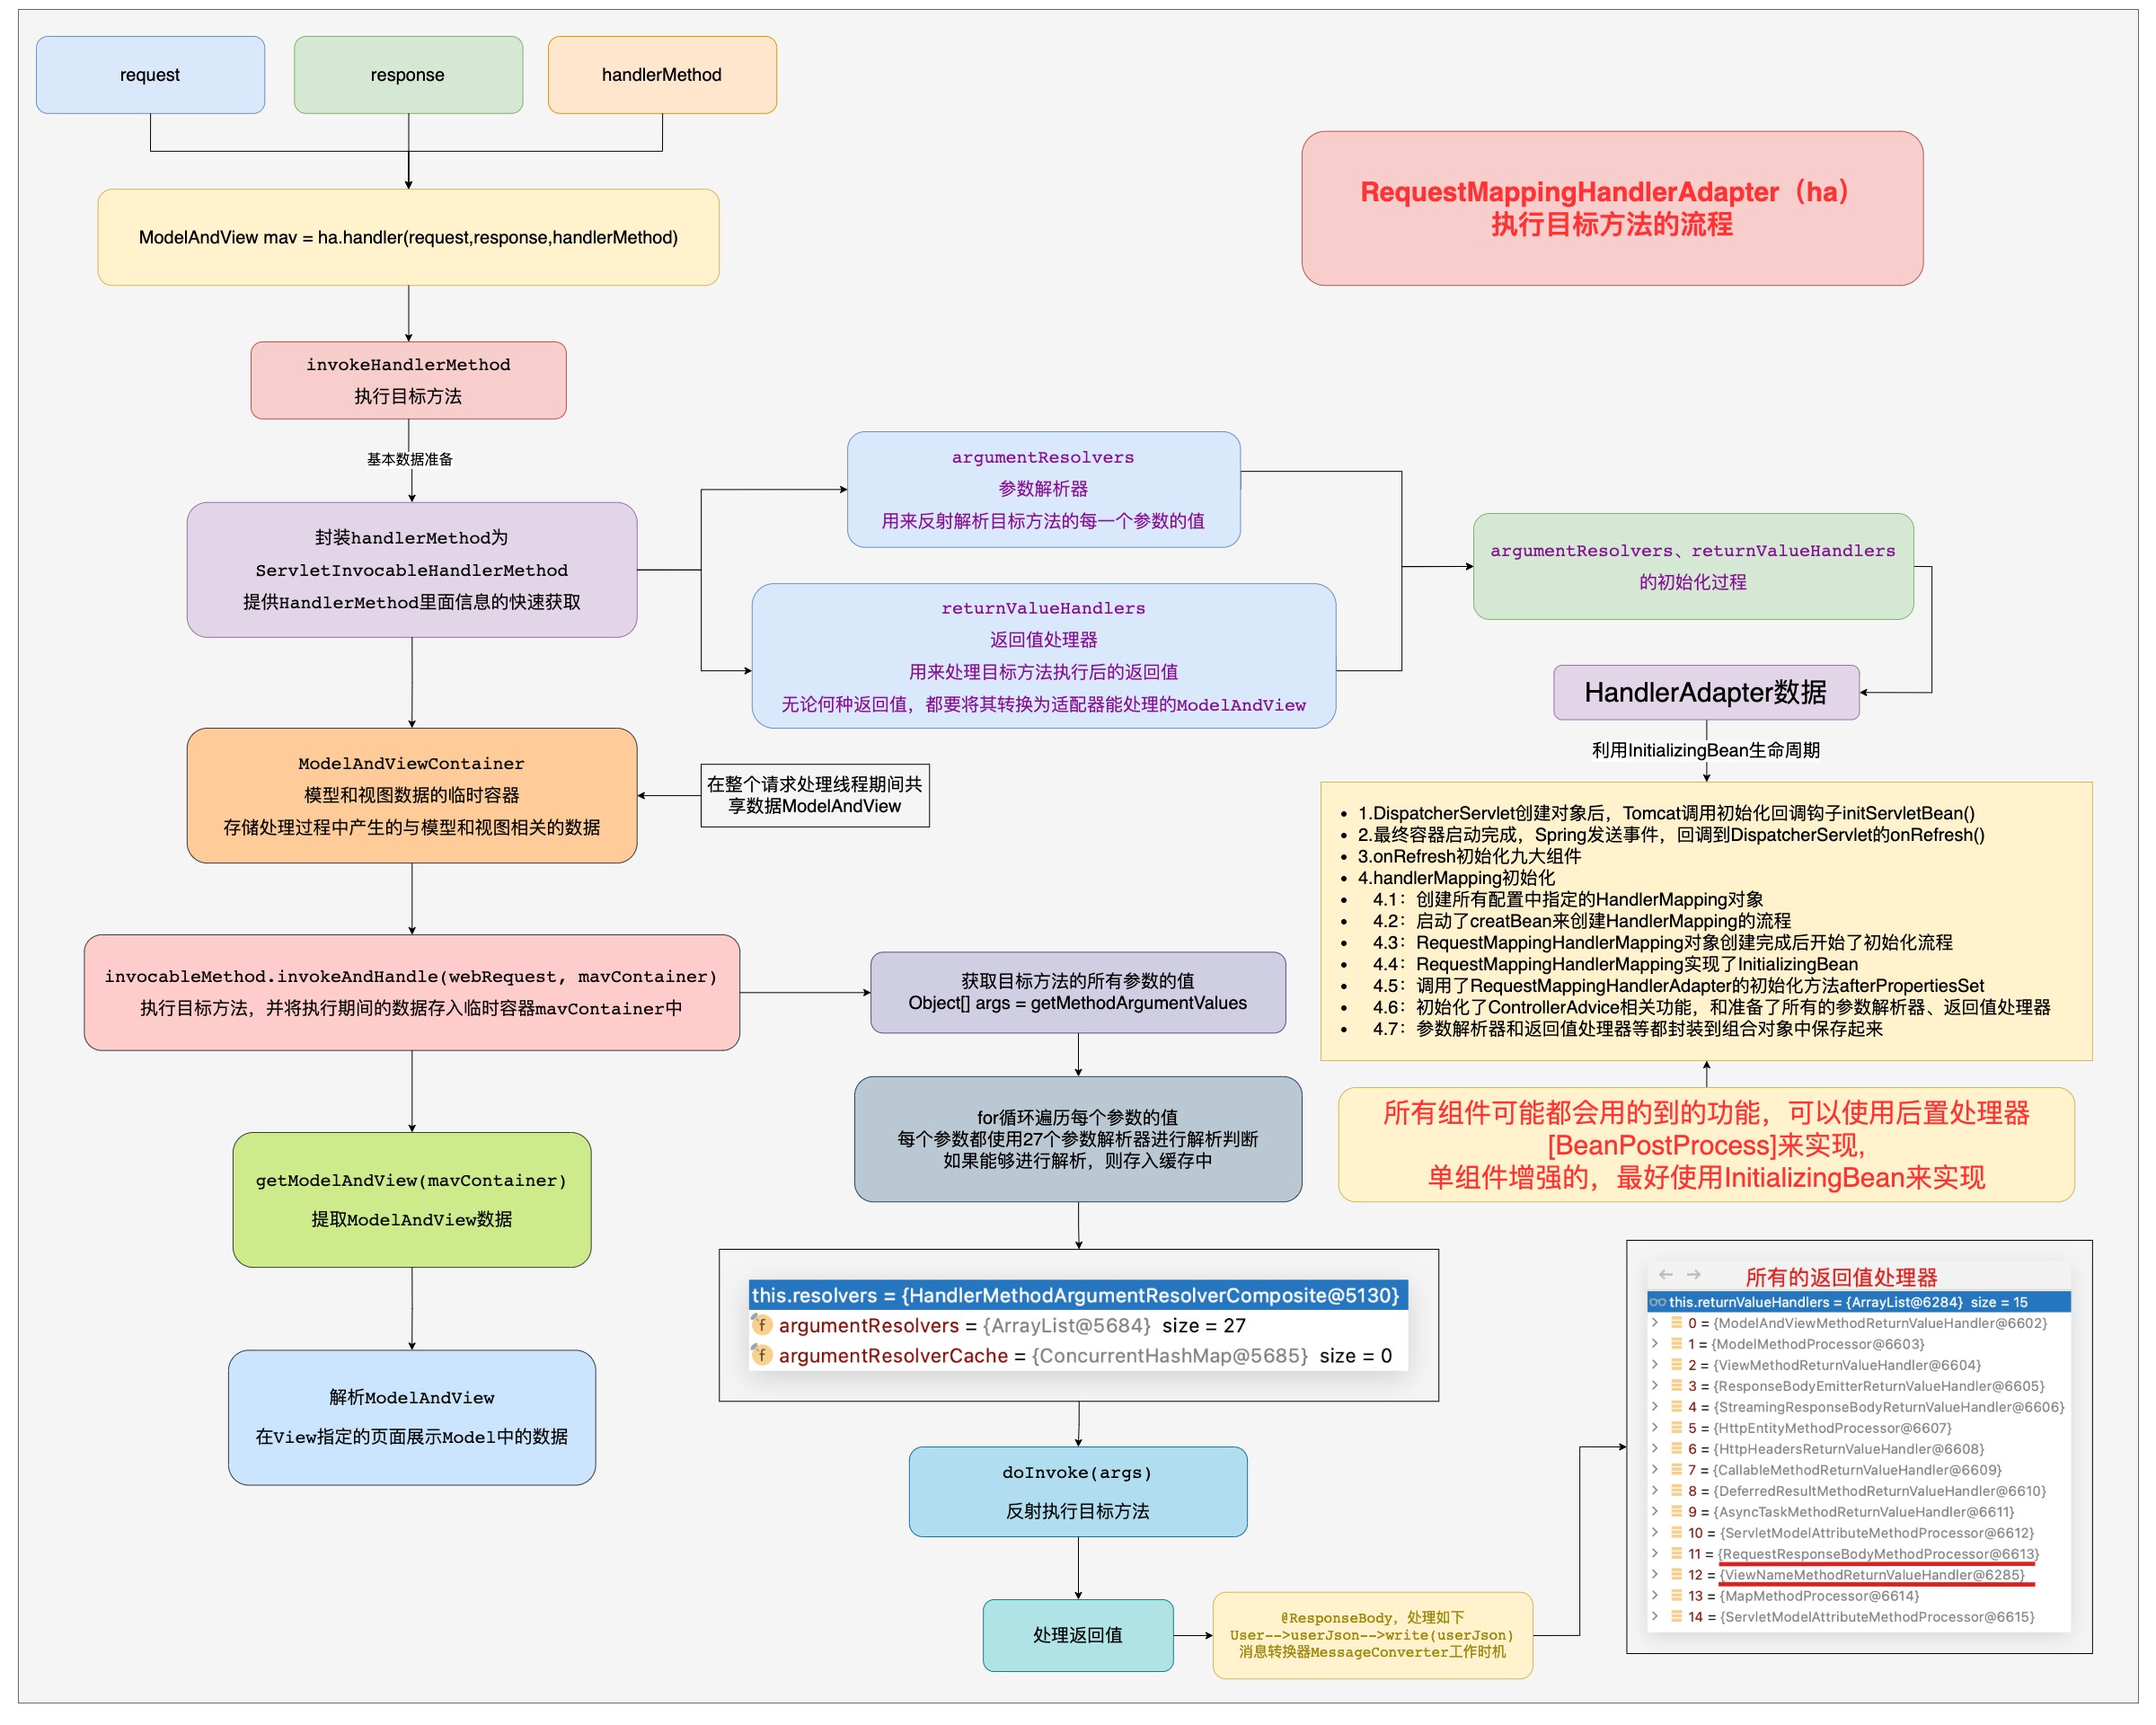 request
response
handlerMethod
RequestMappingHandlerAdapter（ha）
执行目标方法的流程
ModelAndView mav = ha.handler(request,response,handlerMethod)
invokeHandlerMethod
执行目标方法
基本数据准备
封装handlerMethod为
ServletInvocableHandlerMethod
提供HandlerMethod里面信息的快速获取
argumentResolvers
参数解析器
用来反射解析目标方法的每一个参数的值
returnValueHandlers
返回值处理器
用来处理目标方法执行后的返回值
无论何种返回值，都要将其转换为适配器能处理的ModelAndView
argumentResolvers、returnValueHandlers
的初始化过程
HandlerAdapter数据
利用InitializingBean生命周期
ModelAndViewContainer
模型和视图数据的临时容器
存储处理过程中产生的与模型和视图相关的数据
在整个请求处理线程期间共
享数据ModelAndView
• 1.DispatcherServlet创建对象后，Tomcat调用初始化回调钩子initServletBean()
• 2.最终容器启动完成，Spring发送事件，回调到DispatcherServlet的onRefresh()
• 3.onRefresh初始化九大组件
• 4.handlerMapping初始化
• 4.1：创建所有配置中指定的HandlerMapping对象
• 4.2：启动了creatBean来创建HandlerMapping的流程
• 4.3：RequestMappingHandlerMapping对象创建完成后开始了初始化流程
• 4.4：RequestMappingHandlerMapping实现了InitializingBean
• 4.5：调用了RequestMappingHandlerAdapter的初始化方法afterPropertiesSet
• 4.6：初始化了ControllerAdvice相关功能，和准备了所有的参数解析器、返回值处理器
• 4.7：参数解析器和返回值处理器等都封装到组合对象中保存起来
所有组件可能都会用的到的功能，可以使用后置处理器
[BeanPostProcess]来实现,
单组件增强的，最好使用InitializingBean来实现
invocableMethod.invokeAndHandle(webRequest, mavContainer)
执行目标方法，并将执行期间的数据存入临时容器mavContainer中
获取目标方法的所有参数的值
Object[] args = getMethodArgumentValues
for循环遍历每个参数的值
每个参数都使用27个参数解析器进行解析判断
如果能够进行解析，则存入缓存中
getModelAndView(mavContainer)
提取ModelAndView数据
解析ModelAndView
在View指定的页面展示Model中的数据
this.resolvers = {HandlerMethodArgumentResolverComposite@5130}
f argumentResolvers = {ArrayList@5684} size = 27
f argumentResolverCache = {ConcurrentHashMap@5685} size = 0
doInvoke(args)
反射执行目标方法
处理返回值
@ResponseBody，处理如下
User-->userJson-->write(userJson)
消息转换器MessageConverter工作时机
所有的返回值处理器
this.returnValueHandlers = {ArrayList@6284} size = 15
0 = {ModelAndViewMethodReturnValueHandler@6602}
1 = {ModelMethodProcessor@6603}
2 = {ViewMethodReturnValueHandler@6604}
3 = {ResponseBodyEmitterReturnValueHandler@6605}
4 = {StreamingResponseBodyReturnValueHandler@6606}
5 = {HttpEntityMethodProcessor@6607}
6 = {HttpHeadersReturnValueHandler@6608}
7 = {CallableMethodReturnValueHandler@6609}
8 = {DeferredResultMethodReturnValueHandler@6610}
9 = {AsyncTaskMethodReturnValueHandler@6611}
10 = {ServletModelAttributeMethodProcessor@6612}
11 = {RequestResponseBodyMethodProcessor@6613}
12 = {ViewNameMethodReturnValueHandler@6285}
13 = {MapMethodProcessor@6614}
14 = {ServletModelAttributeMethodProcessor@6615}